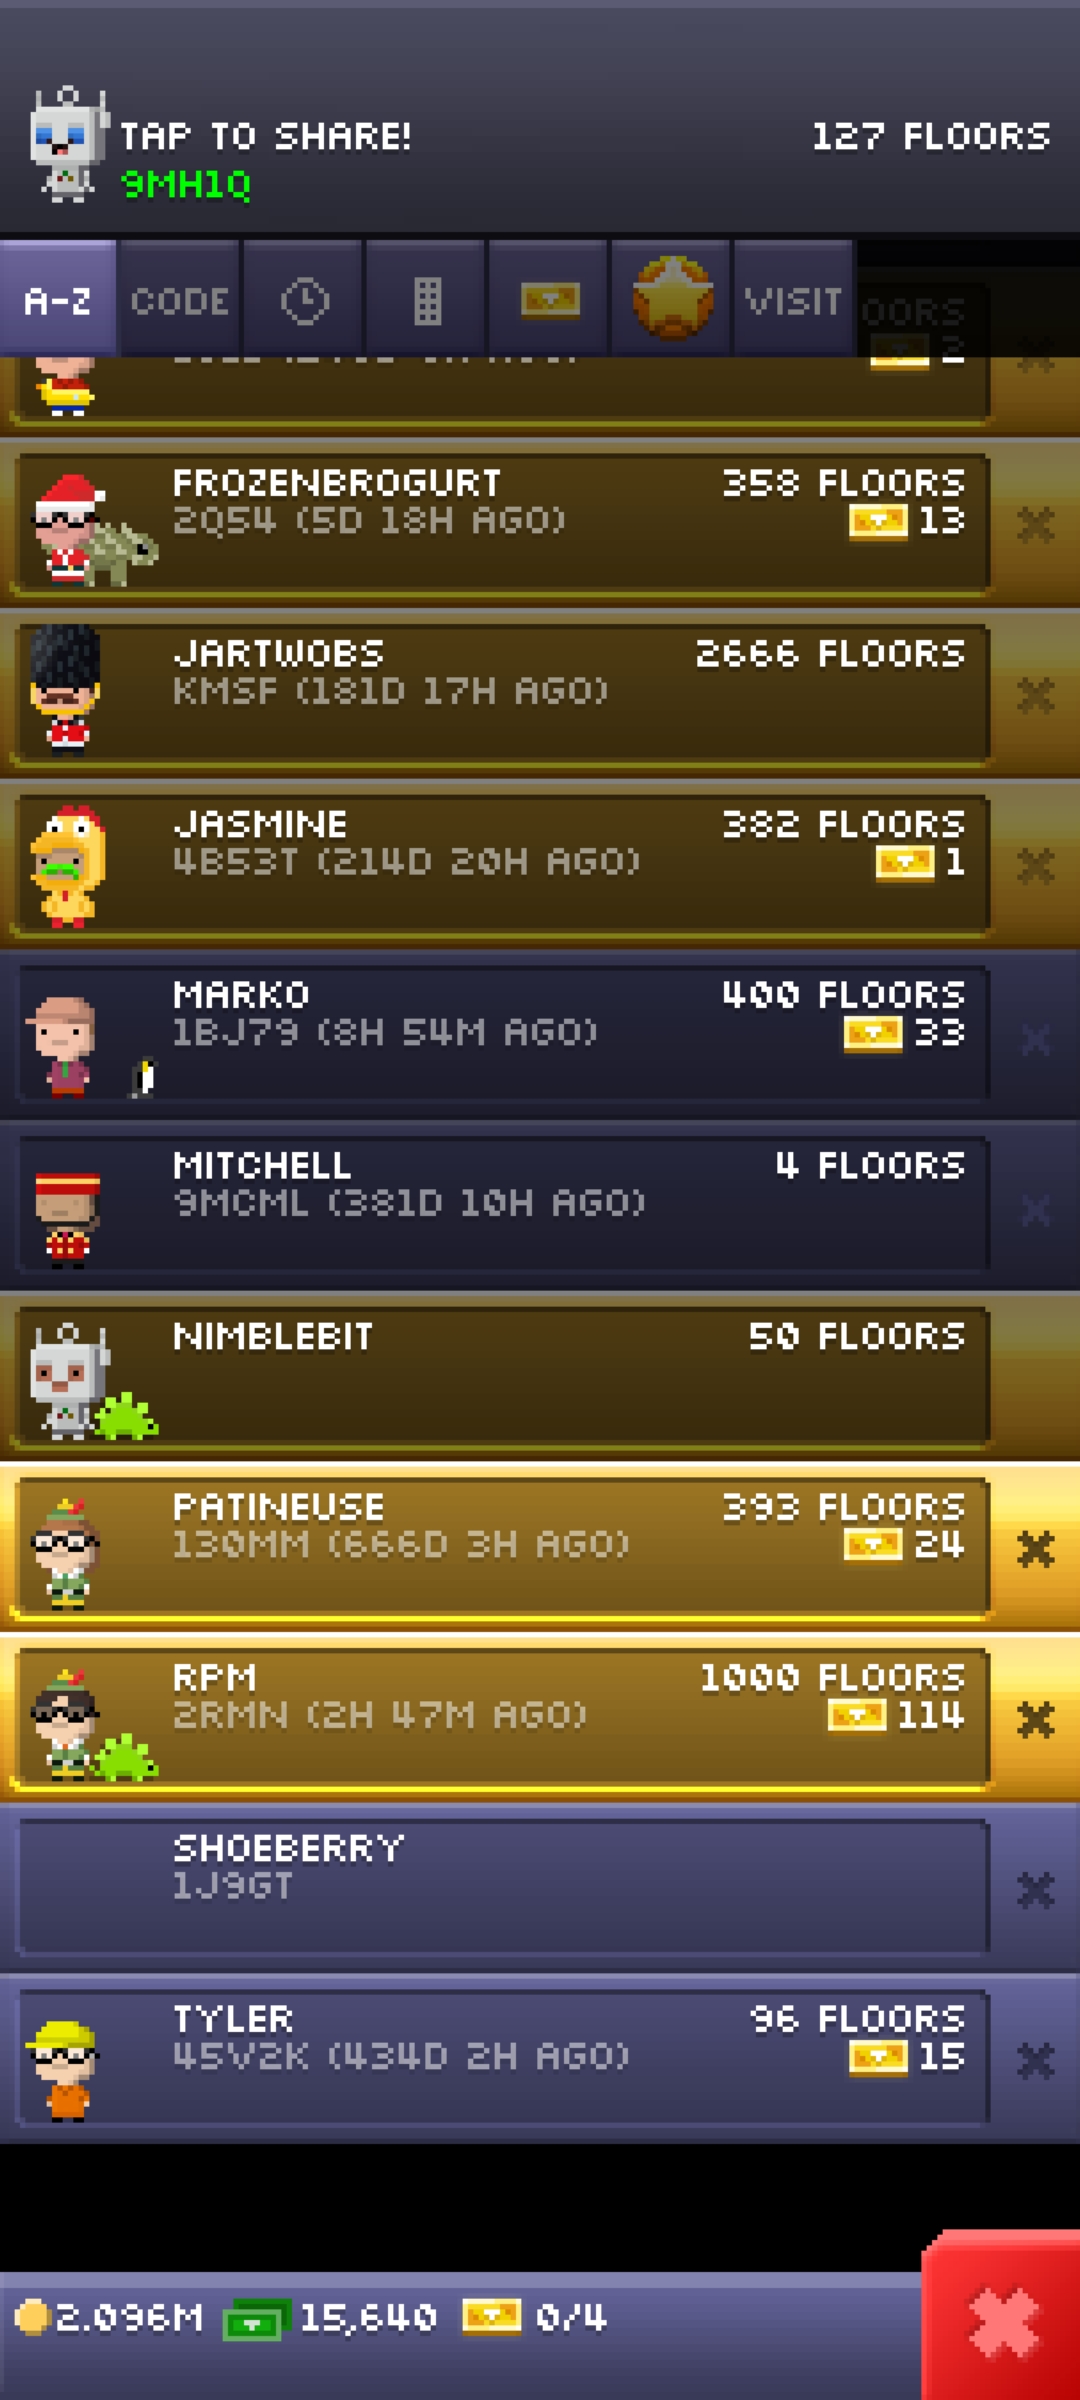 TAP TO SHARE!
127 FLOORS
9MH1Q
A-Z
CODE
VISIT
2
FROZENBROGURT
358 FLOORS
2Q54 (5D 18H AGO)
13
JARTWOBS
2666 FLOORS
KMSF (181D 17H AGO)
JASMINE
382 FLOORS
4B53T (214D 20H AGO)
1
MARKO
400 FLOORS
1BJ79 (8H 54M AGO)
33
MITCHELL
4 FLOORS
9MCML (381D 10H AGO)
NIMBLEBIT
50 FLOORS
PATINEUSE
393 FLOORS
130MM (666D 3H AGO)
24
RPM
1000 FLOORS
2RMN (2H 47M AGO)
114
SHOEBERRY
1J9GT
TYLER
96 FLOORS
45V2K (434D 2H AGO)
15
2.096M
15,640
0/4